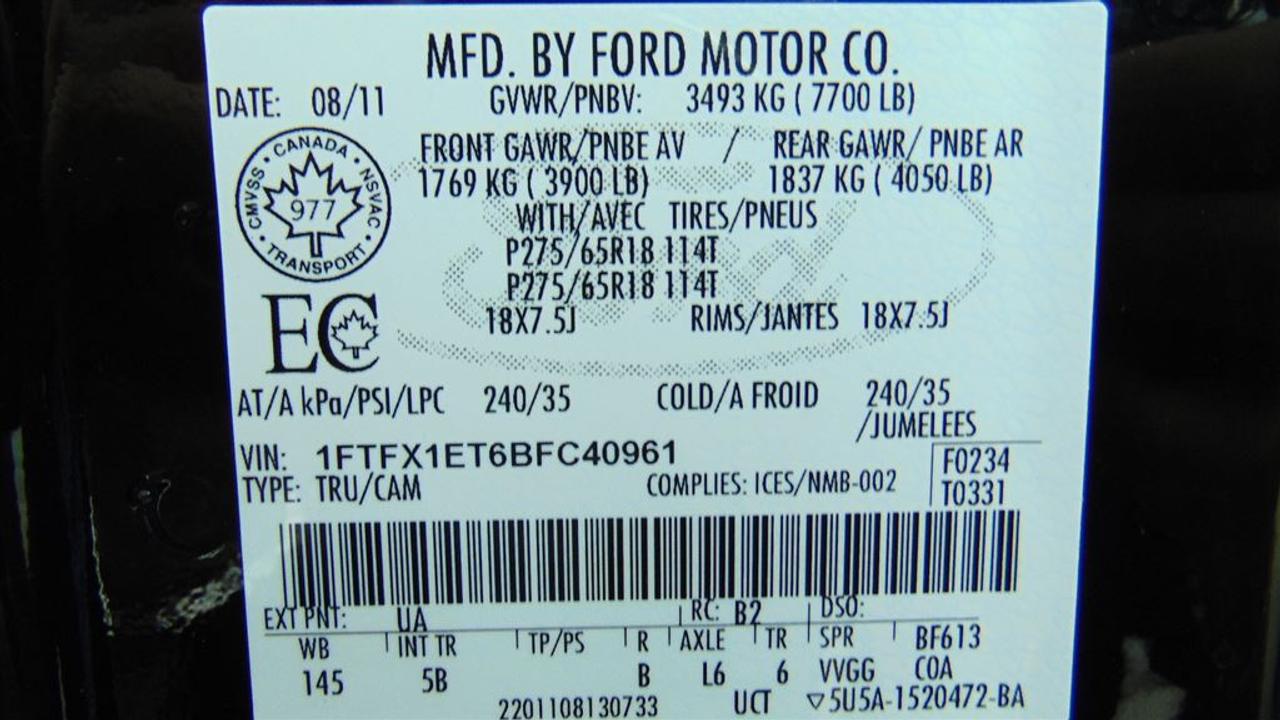 MFD. BY FORD MOTOR CO.
DATE: 08/11 GVWR/PNBV: 3493 KG ( 7700 LB)
FRONT GAWR/PNBE AV / REAR GAWR/ PNBE AR
1769 KG ( 3900 LB) 1837 KG ( 4050 LB)
WITH/AVEC TIRES/PNEUS
P275/65R18 114T
P275/65R18 114T
18X7.5J RIMS/JANTES 18X7.5J
CANADA
CMVSS • NSVAC
977
TRANSPORT
EC
AT/A kPa/PSI/LPC 240/35 COLD/A FROID 240/35
/JUMELEES
VIN: 1FTFX1ET6BFC40961 F0234
TYPE: TRU/CAM COMPLIES: ICES/NMB-002 T0331
EXT PNT: UA RC: B2 DSO:
WB INT TR TP/PS R AXLE TR SPR BF613
145 5B B L6 6 VVGG COA
2201108130733 UCT ▽5U5A-1520472-BA